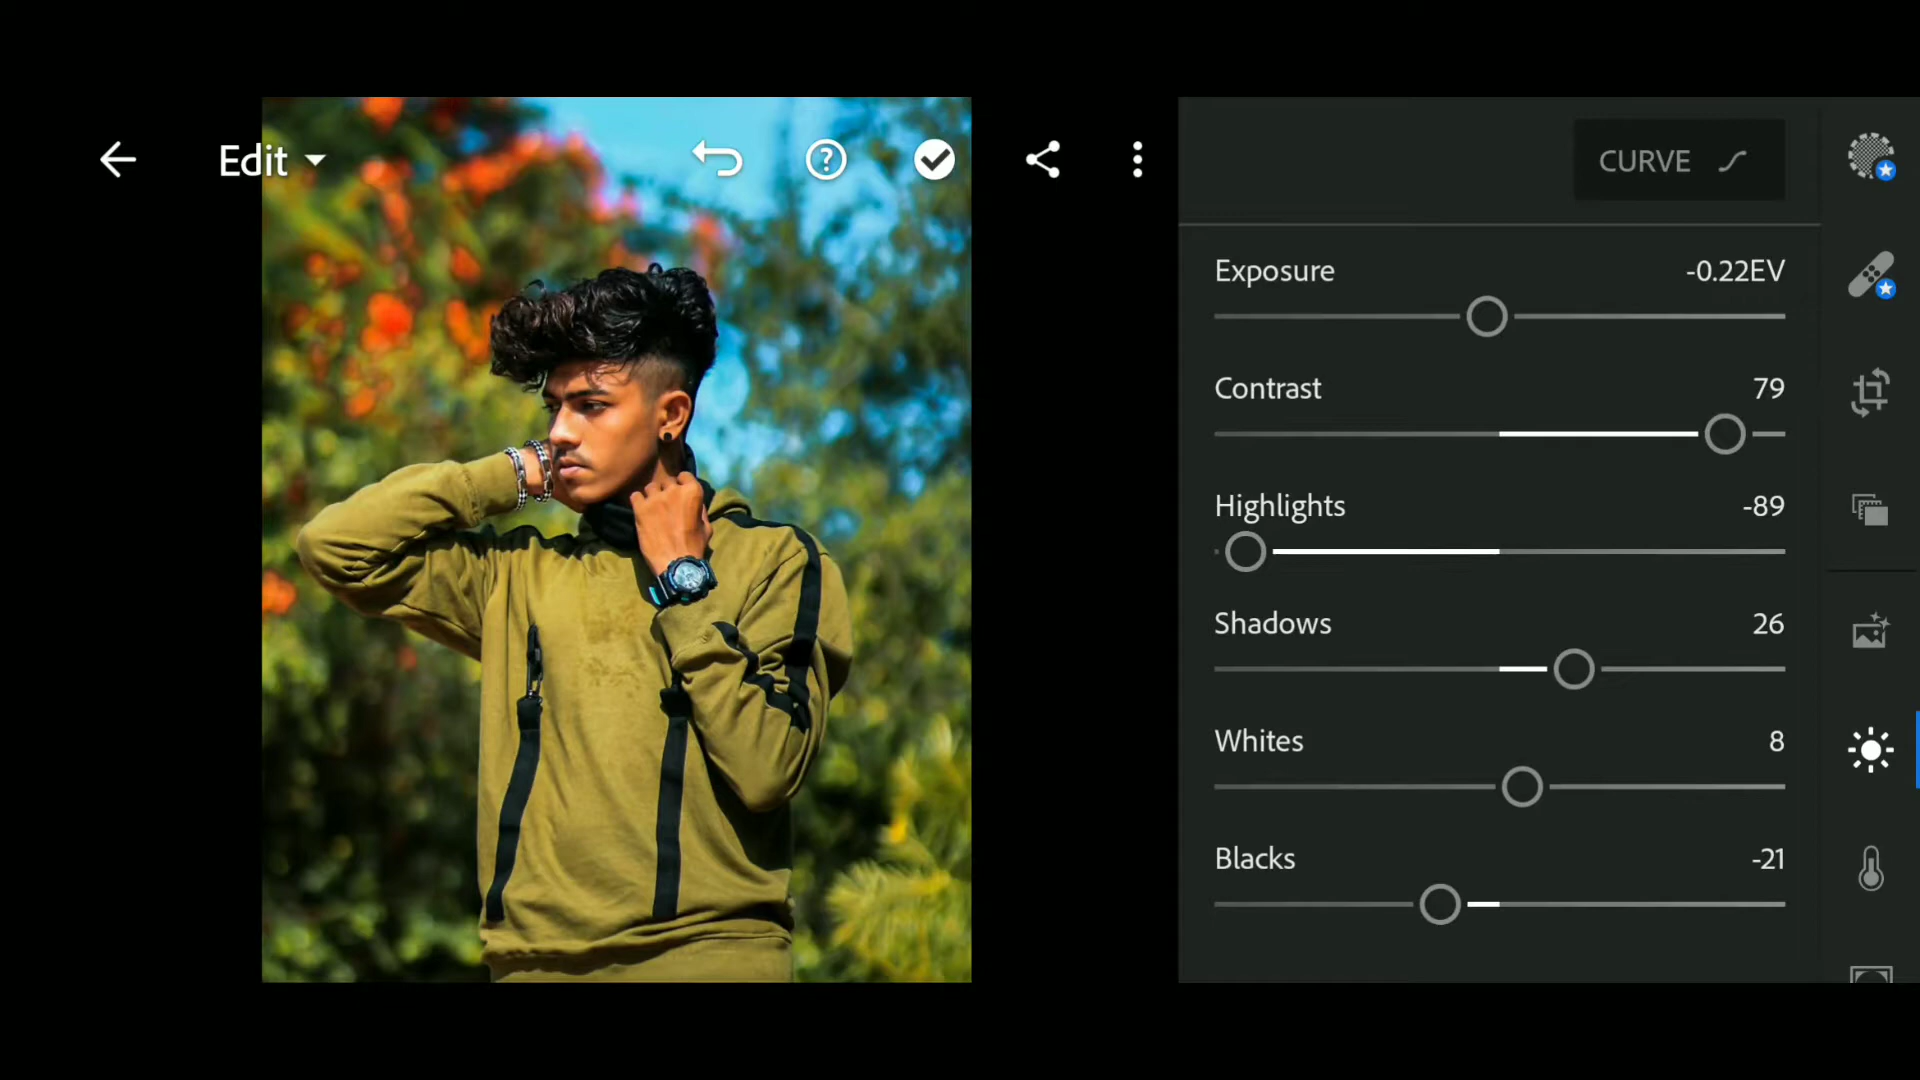 Edit
CURVE
Exposure -0.22EV
Contrast 79
Highlights -89
Shadows 26
Whites 8
Blacks -21